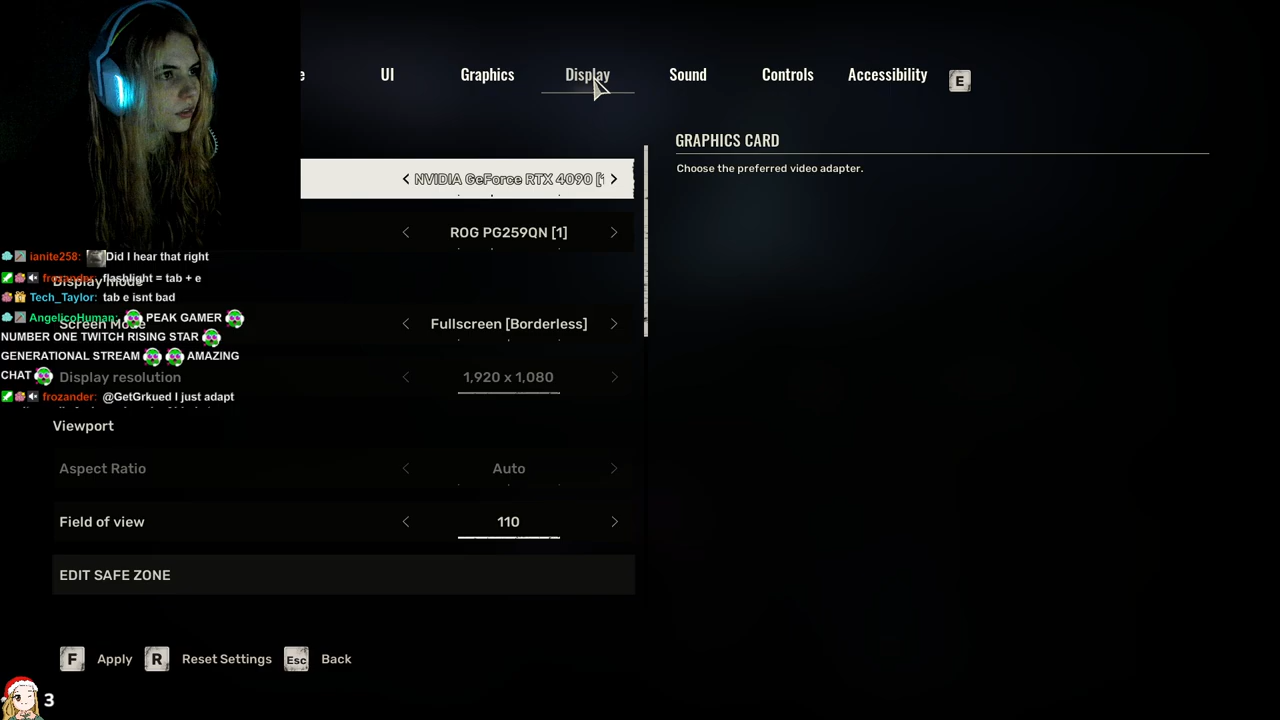 e
UI
Graphics
Display
Sound
Controls
Accessibility
E
GRAPHICS CARD
Choose the preferred video adapter.
NVIDIA GeForce RTX 4090 [1
ROG PG259QN [1]
ianite258: Did I hear that right
frozander: flashlight = tab + e
Display mode
Tech_Taylor: tab e isnt bad
AngelicoHuman: PEAK GAMER
NUMBER ONE TWITCH RISING STAR
GENERATIONAL STREAM AMAZING
CHAT
Screen Mode
Fullscreen [Borderless]
Display resolution
1,920 x 1,080
frozander: @GetGrkued I just adapt
Viewport
Aspect Ratio
Auto
Field of view
110
EDIT SAFE ZONE
F Apply R Reset Settings Esc Back
3